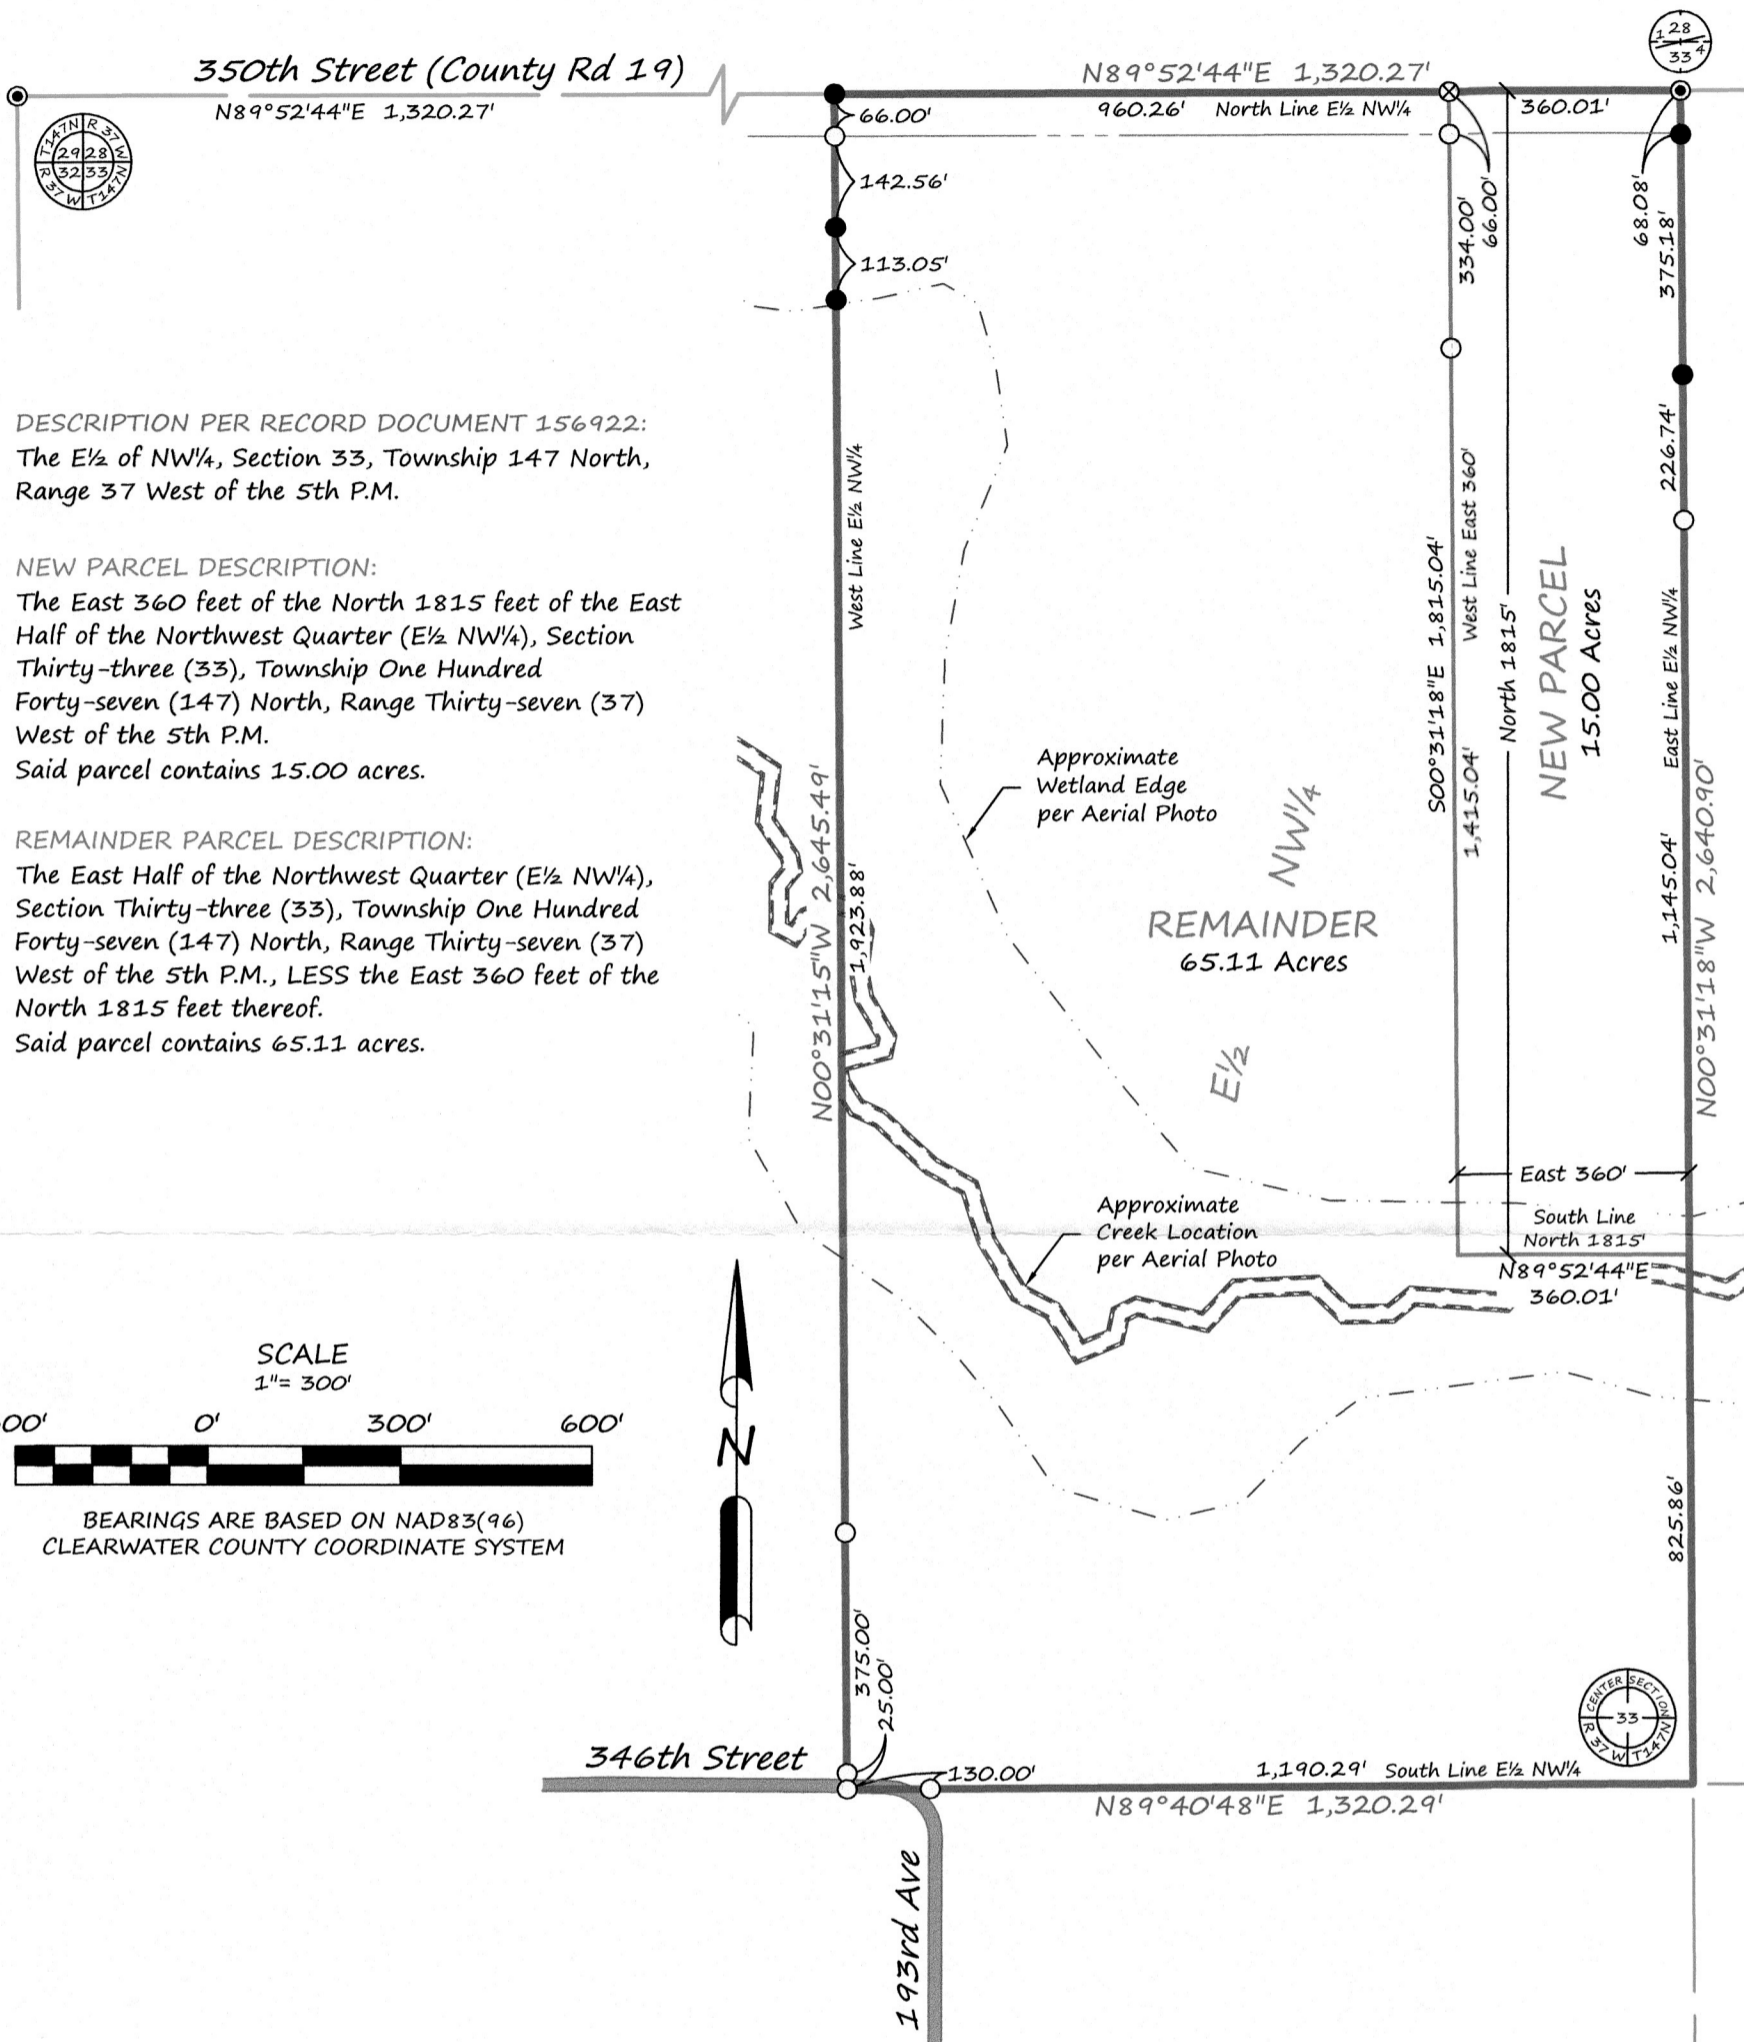 350th Street (County Rd 19)
N89°52'44"E 1,320.27'
T147N R 37 W
29 28
32 33
R 37 W T147N
N89°52'44"E 1,320.27'
960.26' North Line E½ NW¼
360.01'
1 28
33 4
66.00'
142.56'
113.05'
334.00'
66.00'
68.08'
375.18'
226.74'
DESCRIPTION PER RECORD DOCUMENT 156922:
The E½ of NW¼, Section 33, Township 147 North,
Range 37 West of the 5th P.M.
NEW PARCEL DESCRIPTION:
The East 360 feet of the North 1815 feet of the East
Half of the Northwest Quarter (E½ NW¼), Section
Thirty-three (33), Township One Hundred
Forty-seven (147) North, Range Thirty-seven (37)
West of the 5th P.M.
Said parcel contains 15.00 acres.
REMAINDER PARCEL DESCRIPTION:
The East Half of the Northwest Quarter (E½ NW¼),
Section Thirty-three (33), Township One Hundred
Forty-seven (147) North, Range Thirty-seven (37)
West of the 5th P.M., LESS the East 360 feet of the
North 1815 feet thereof.
Said parcel contains 65.11 acres.
West Line E½ NW¼
N00°31'15"W 2,645.49'
1,923.88'
Approximate
Wetland Edge
per Aerial Photo
REMAINDER
65.11 Acres
E½ NW¼
S00°31'18"E 1,815.04'
West Line East 360'
1,415.04'
North 1815'
NEW PARCEL
15.00 Acres
East Line E½ NW¼
1,145.04'
N00°31'18"W 2,640.90'
East 360'
South Line
North 1815'
N89°52'44"E
360.01'
Approximate
Creek Location
per Aerial Photo
SCALE
1"= 300'
00' 0' 300' 600'
BEARINGS ARE BASED ON NAD83(96)
CLEARWATER COUNTY COORDINATE SYSTEM
N
825.86'
375.00'
25.00'
CENTER SECTION
33
R 37 W T147N
346th Street
130.00'
1,190.29' South Line E½ NW¼
N89°40'48"E 1,320.29'
193rd Ave